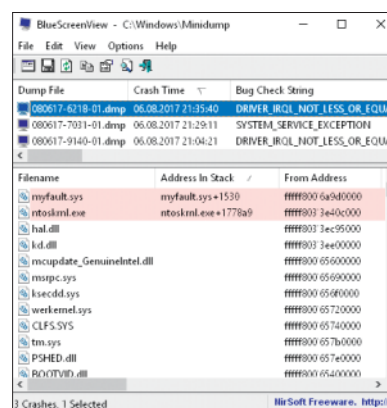 BlueScreenView - C:\Windows\Minidump
File Edit View Options Help
Dump File Crash Time Bug Check String
080617-6218-01.dmp 06.08.2017 21:35:40 DRIVER_IRQL_NOT_LESS_OR_EQUA
080617-7031-01.dmp 06.08.2017 21:29:11 SYSTEM_SERVICE_EXCEPTION
080617-9140-01.dmp 06.08.2017 21:04:21 DRIVER_IRQL_NOT_LESS_OR_EQUA
Filename Address In Stack From Address
myfault.sys myfault.sys+1530 fffff800`6a9d0000
ntoskrnl.exe ntoskrnl.exe+1778a9 fffff803`3e40c000
hal.dll fffff803`3ec95000
kd.dll fffff803`3ee00000
mcupdate_GenuineIntel.dll fffff800`65600000
msrpc.sys fffff800`65690000
ksecdd.sys fffff800`656f0000
werkernel.sys fffff800`65720000
CLFS.SYS fffff800`65740000
tm.sys fffff800`657b0000
PSHED.dll fffff800`657e0000
BOOTVID.dll fffff800`65400000
3 Crashes, 1 Selected NirSoft Freeware. http:/